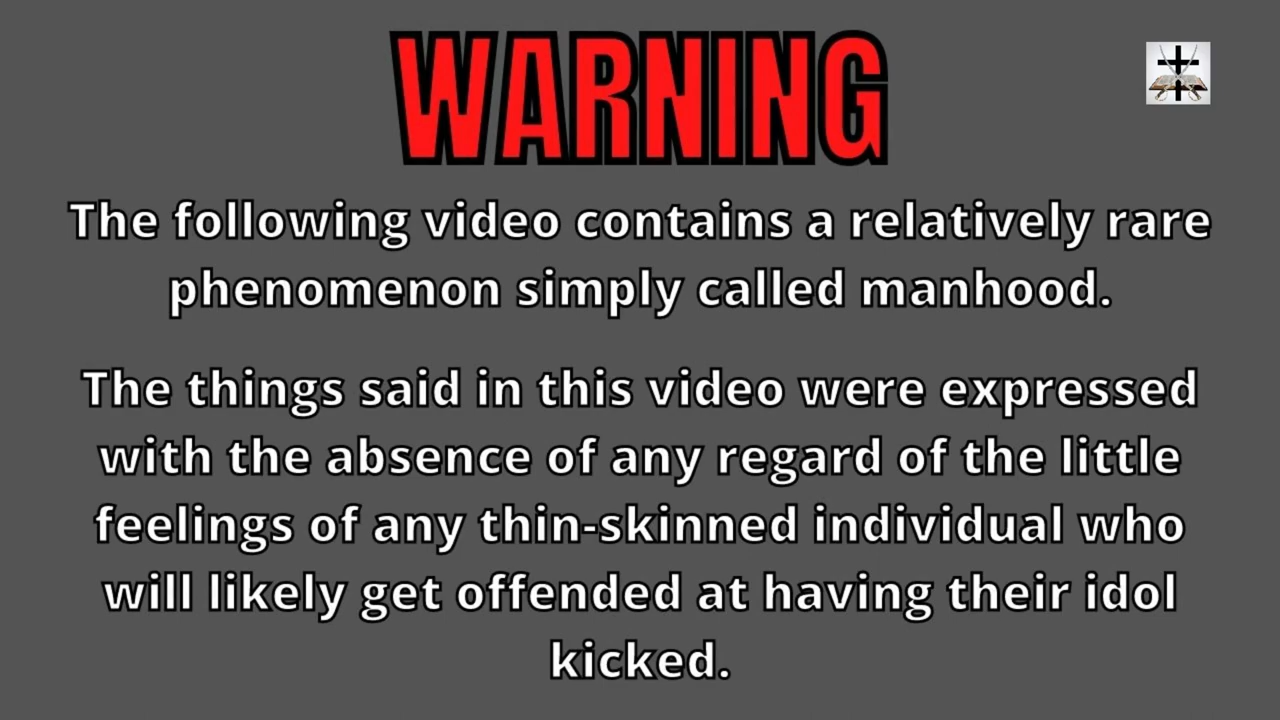 WARNING
The following video contains a relatively rare
phenomenon simply called manhood.
The things said in this video were expressed
with the absence of any regard of the little
feelings of any thin-skinned individual who
will likely get offended at having their idol
kicked.